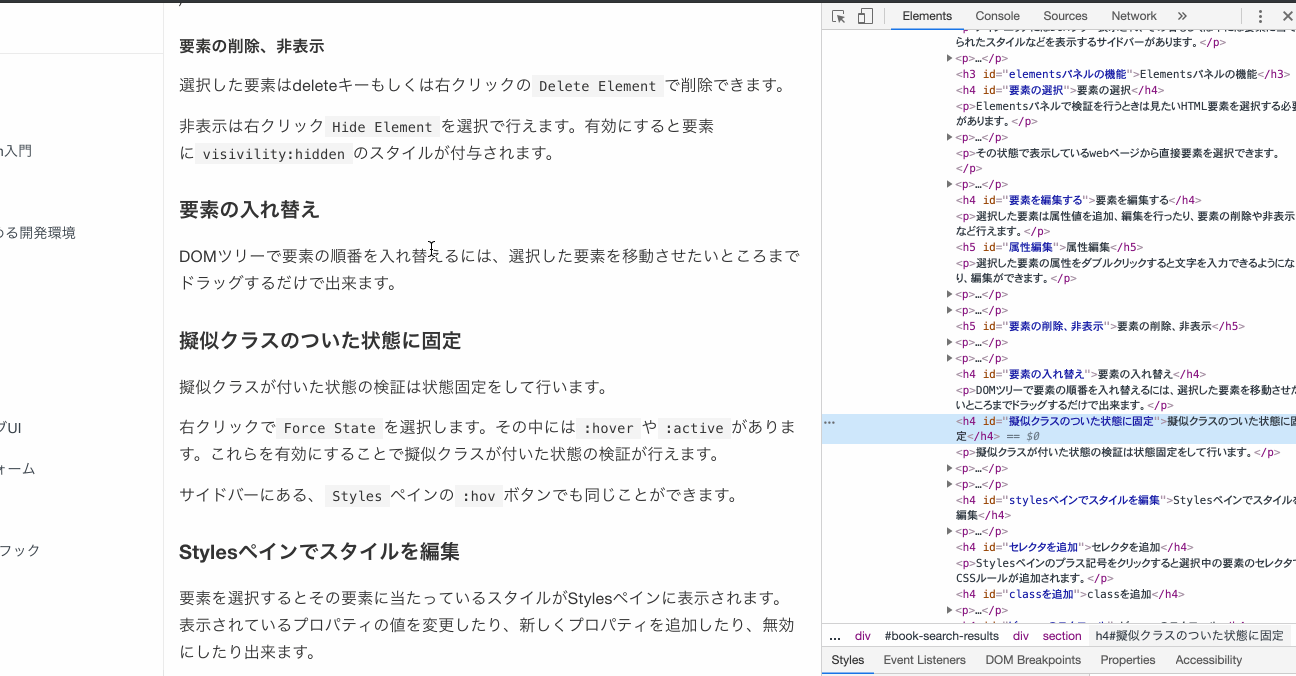 要素の削除、非表示
選択した要素はdeleteキーもしくは右クリックの Delete Element で削除できます。
非表示は右クリック Hide Element を選択で行えます。有効にすると要素
に visivility:hidden のスタイルが付与されます。
要素の入れ替え
DOMツリーで要素の順番を入れ替えるには、選択した要素を移動させたいところまで
ドラッグするだけで出来ます。
擬似クラスのついた状態に固定
擬似クラスが付いた状態の検証は状態固定をして行います。
右クリックで Force State を選択します。その中には :hover や :active がありま
す。これらを有効にすることで擬似クラスが付いた状態の検証が行えます。
サイドバーにある、 Styles ペインの :hov ボタンでも同じことができます。
Stylesペインでスタイルを編集
要素を選択するとその要素に当たっているスタイルがStylesペインに表示されます。
表示されているプロパティの値を変更したり、新しくプロパティを追加したり、無効
にしたり出来ます。
入門
る開発環境
UI
ォーム
フック
Elements Console Sources Network »
られたスタイルなどを表示するサイドバーがあります。</p>
▶<p>…</p>
<h3 id="elementsパネルの機能">Elementsパネルの機能</h3>
<h4 id="要素の選択">要素の選択</h4>
<p>Elementsパネルで検証を行うときは見たいHTML要素を選択する必要
があります。</p>
▶<p>…</p>
<p>その状態で表示しているwebページから直接要素を選択できます。
</p>
▶<p>…</p>
<h4 id="要素を編集する">要素を編集する</h4>
<p>選択した要素は属性値を追加、編集を行ったり、要素の削除や非表示
など行えます。</p>
<h5 id="属性編集">属性編集</h5>
<p>選択した要素の属性をダブルクリックすると文字を入力できるようにな
り、編集ができます。</p>
▶<p>…</p>
▶<p>…</p>
<h5 id="要素の削除、非表示">要素の削除、非表示</h5>
▶<p>…</p>
▶<p>…</p>
<h4 id="要素の入れ替え">要素の入れ替え</h4>
<p>DOMツリーで要素の順番を入れ替えるには、選択した要素を移動させた
いところまでドラッグするだけで出来ます。</p>
… <h4 id="擬似クラスのついた状態に固定">擬似クラスのついた状態に固
定</h4> == $0
<p>擬似クラスが付いた状態の検証は状態固定をして行います。</p>
▶<p>…</p>
▶<p>…</p>
<h4 id="stylesペインでスタイルを編集">Stylesペインでスタイルを
編集</h4>
▶<p>…</p>
<h4 id="セレクタを追加">セレクタを追加</h4>
<p>Stylesペインのプラス記号をクリックすると選択中の要素のセレクタで
CSSルールが追加されます。</p>
<h4 id="classを追加">classを追加</h4>
▶<p>…</p>
… div #book-search-results div section h4#擬似クラスのついた状態に固定
Styles Event Listeners DOM Breakpoints Properties Accessibility